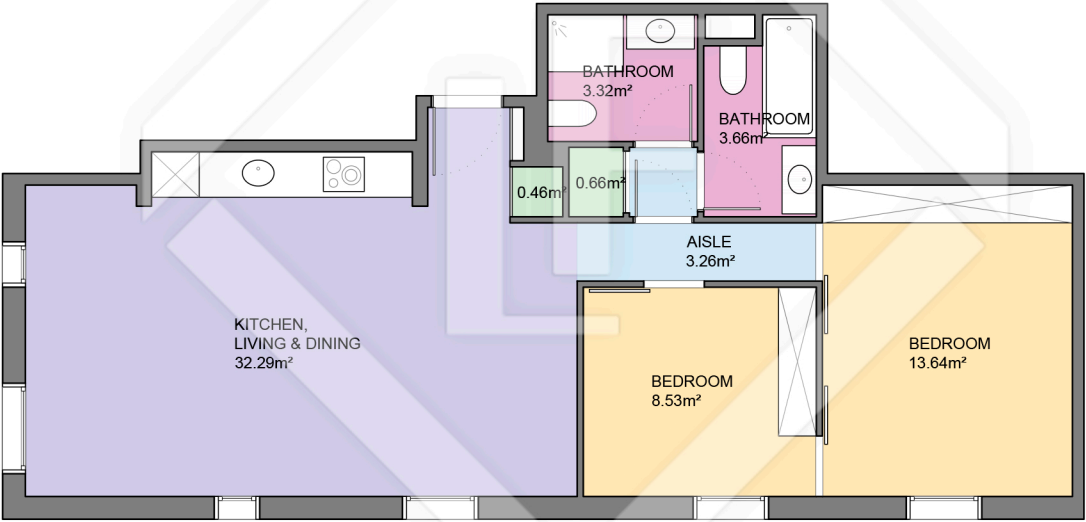 BATHROOM
3.32m²
BATHROOM
3.66m²
0.46m²
0.66m²
AISLE
3.26m²
KITCHEN,
LIVING & DINING
32.29m²
BEDROOM
8.53m²
BEDROOM
13.64m²